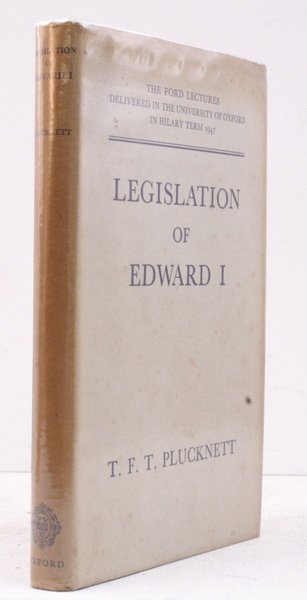 THE FORD LECTURES
DELIVERED IN THE UNIVERSITY OF OXFORD
IN HILARY TERM 1947
LEGISLATION
OF
EDWARD I
T. F. T. PLUCKNETT
LEGISLATION
OF
EDWARD I
PLUCKNETT
OXFORD